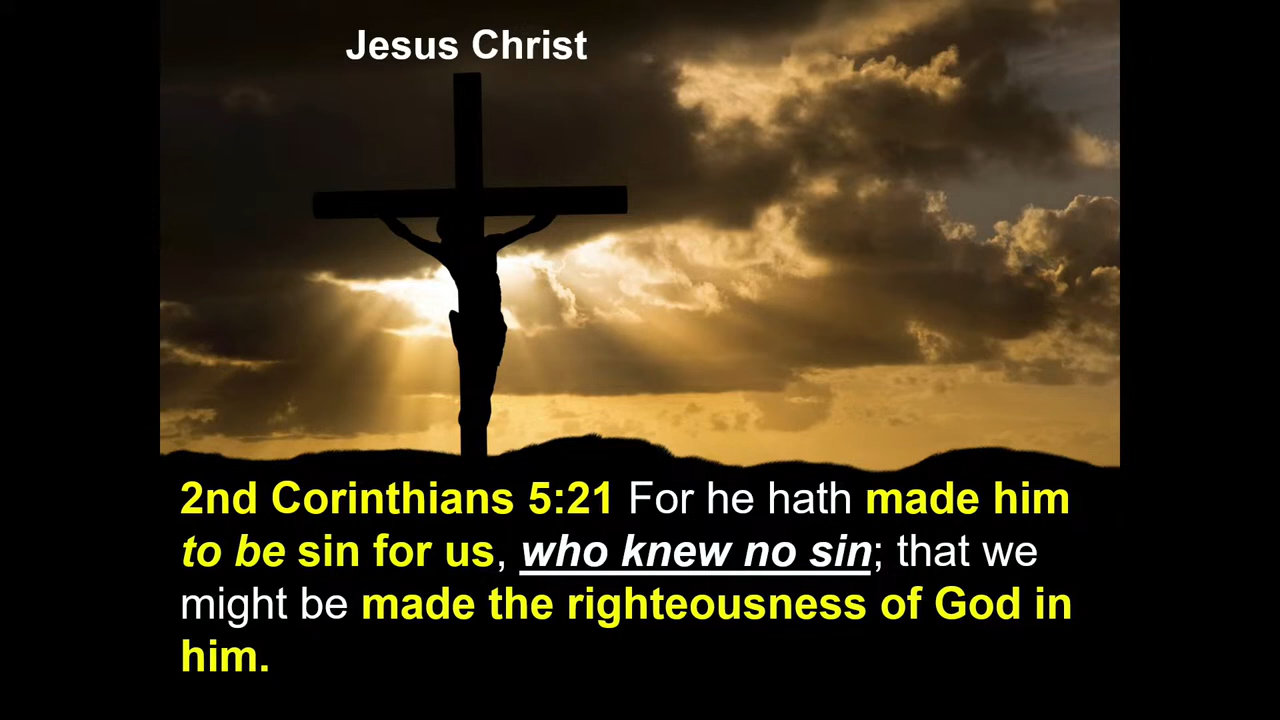 Jesus Christ
2nd Corinthians 5:21 For he hath made him
to be sin for us, who knew no sin; that we
might be made the righteousness of God in
him.